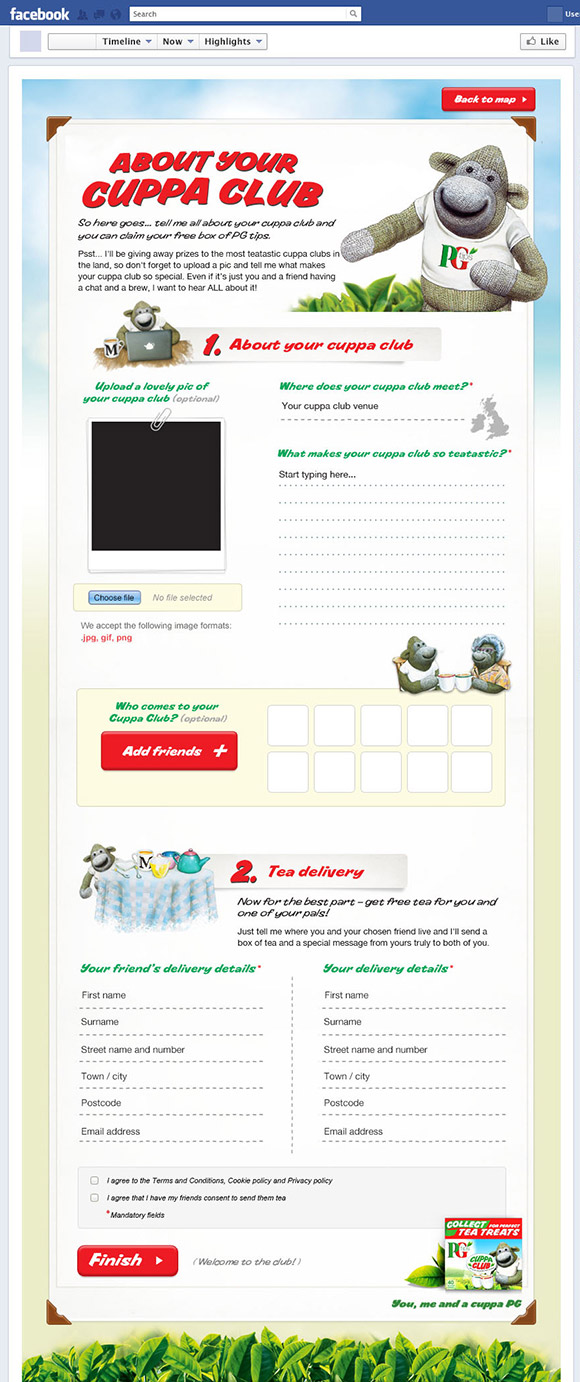 facebook
Search
Use
Timeline
Now
Highlights
Like
Back to map
ABOUT YOUR
CUPPA CLUB
So here goes... tell me all about your cuppa club and
you can claim your free box of PG tips.
Psst... I'll be giving away prizes to the most teatastic cuppa clubs in
the land, so don't forget to upload a pic and tell me what makes
your cuppa club so special. Even if it's just you and a friend having
a chat and a brew, I want to hear ALL about it!
PG
tips
M
1. About your cuppa club
Upload a lovely pic of
your cuppa club (optional)
Choose file
No file selected
We accept the following image formats:
.jpg, gif, png
Where does your cuppa club meet?*
Your cuppa club venue
What makes your cuppa club so teatastic?*
Start typing here...
Who comes to your
Cuppa Club? (optional)
Add friends +
M
2. Tea delivery
Now for the best part – get free tea for you and
one of your pals!
Just tell me where you and your chosen friend live and I'll send a
box of tea and a special message from yours truly to both of you.
Your friend's delivery details*
First name
Surname
Street name and number
Town / city
Postcode
Email address
Your delivery details*
First name
Surname
Street name and number
Town / city
Postcode
Email address
I agree to the Terms and Conditions, Cookie policy and Privacy policy
I agree that I have my friends consent to send them tea
*Mandatory fields
Finish
(Welcome to the club!)
COLLECT FOR PERFECT
TEA TREATS
PG
CUPPA
CLUB
40
You, me and a cuppa PG